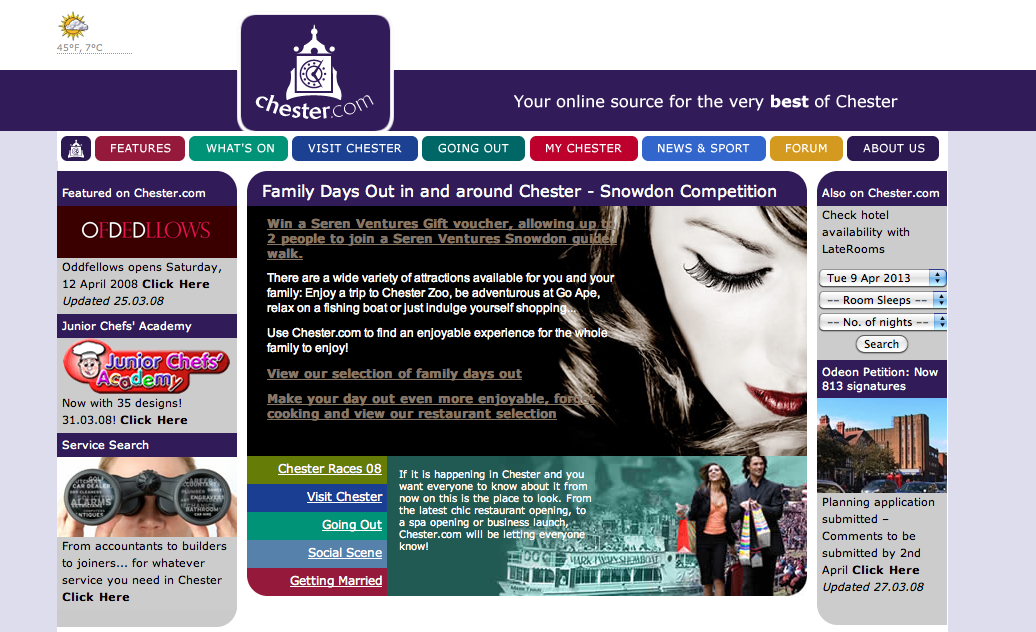 45°F, 7°C
chester.com
Your online source for the very best of Chester
FEATURES
WHAT'S ON
VISIT CHESTER
GOING OUT
MY CHESTER
NEWS & SPORT
FORUM
ABOUT US
Featured on Chester.com
ODDFELLOWS
Oddfellows opens Saturday,
12 April 2008 Click Here
Updated 25.03.08
Junior Chefs' Academy
Junior Chefs'
Academy
Now with 35 designs!
31.03.08! Click Here
Service Search
From accountants to builders
to joiners... for whatever
service you need in Chester
Click Here
Family Days Out in and around Chester - Snowdon Competition
Win a Seren Ventures Gift voucher, allowing up to
2 people to join a Seren Ventures Snowdon guided
walk.
There are a wide variety of attractions available for you and your
family: Enjoy a trip to Chester Zoo, be adventurous at Go Ape,
relax on a fishing boat or just indulge yourself shopping...
Use Chester.com to find an enjoyable experience for the whole
family to enjoy!
View our selection of family days out
Make your day out even more enjoyable, forget
cooking and view our restaurant selection
Chester Races 08
Visit Chester
Going Out
Social Scene
Getting Married
If it is happening in Chester and you
want everyone to know about it from
now on this is the place to look. From
the latest chic restaurant opening, to
a spa opening or business launch,
Chester.com will be letting everyone
know!
MARK TWAIN SHOWBOAT
Also on Chester.com
Check hotel
availability with
LateRooms
Tue 9 Apr 2013
-- Room Sleeps --
-- No. of nights --
Search
Odeon Petition: Now
813 signatures
Planning application
submitted –
Comments to be
submitted by 2nd
April Click Here
Updated 27.03.08